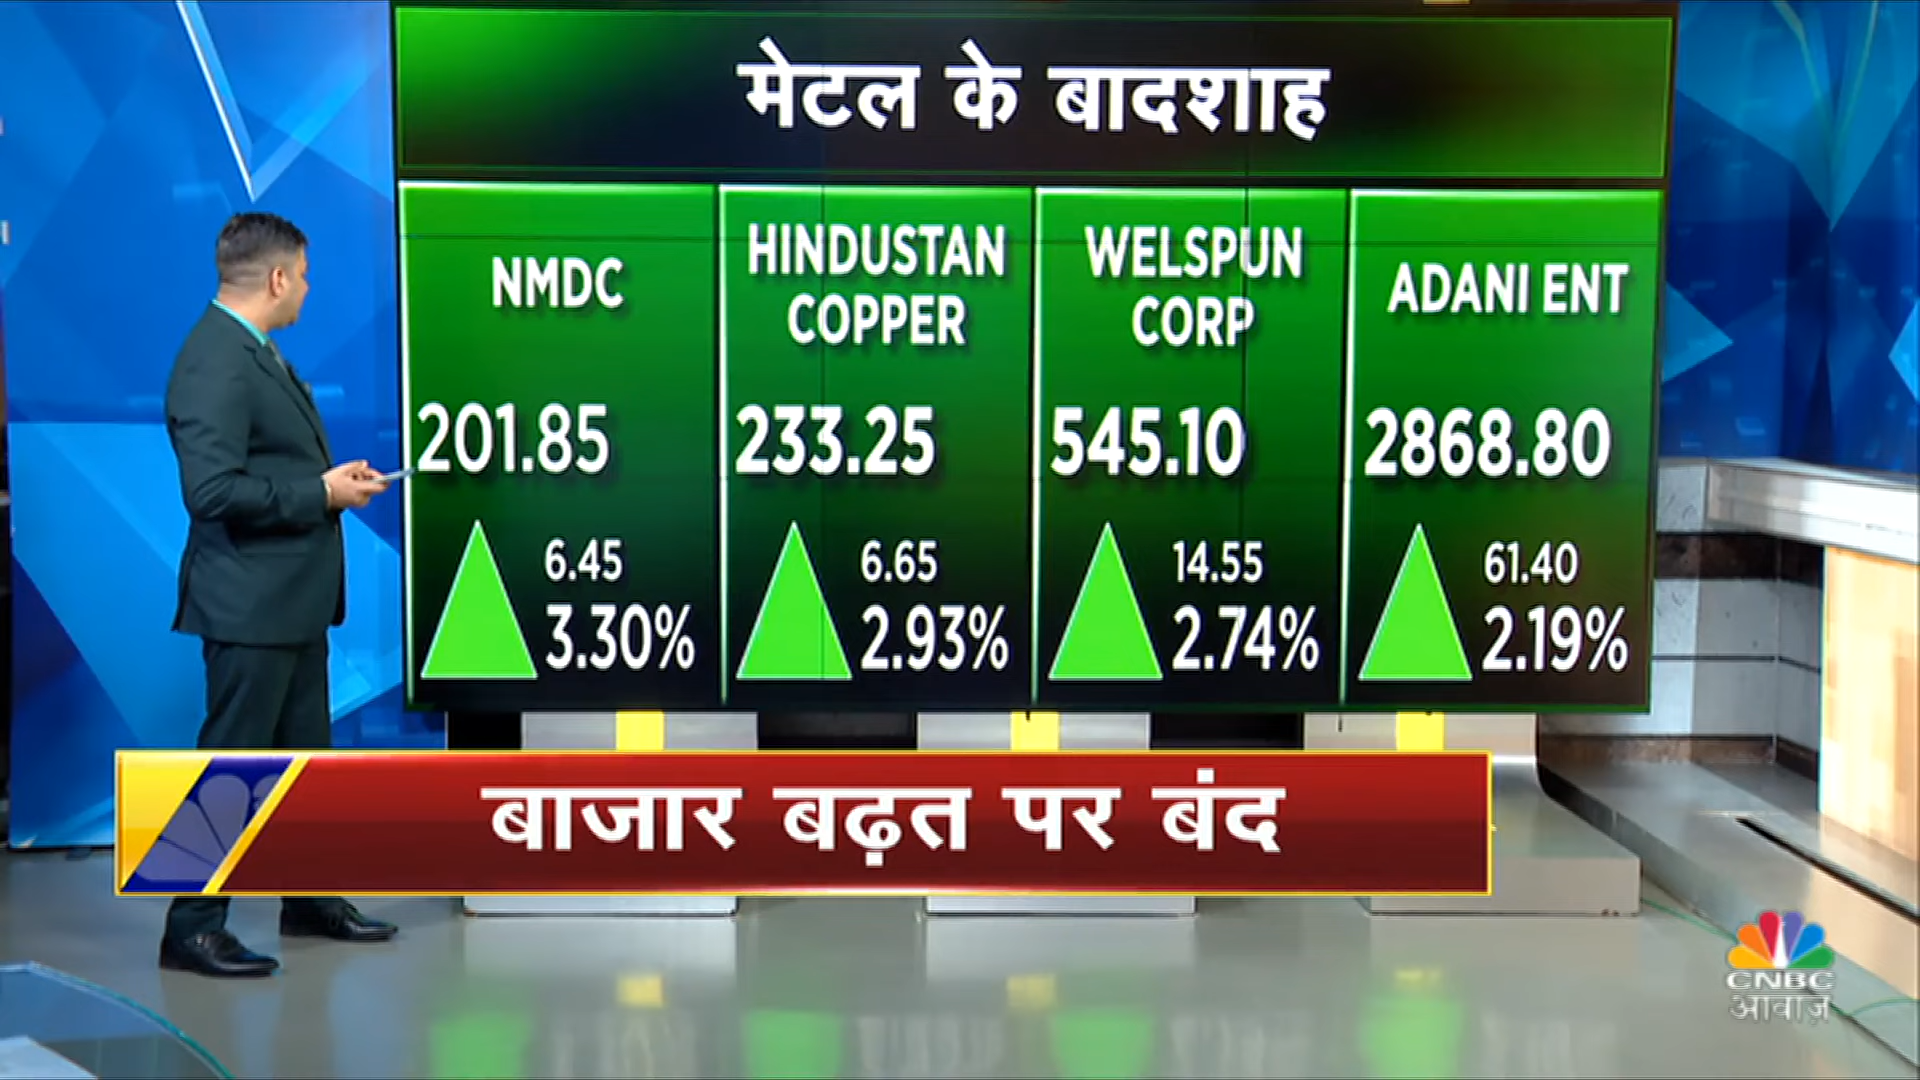 मेटल के बादशाह
NMDC
201.85
6.45
3.30%
HINDUSTAN
COPPER
233.25
6.65
2.93%
WELSPUN
CORP
545.10
14.55
2.74%
ADANI ENT
2868.80
61.40
2.19%
बाजार बढ़त पर बंद
CNBC
आवाज़